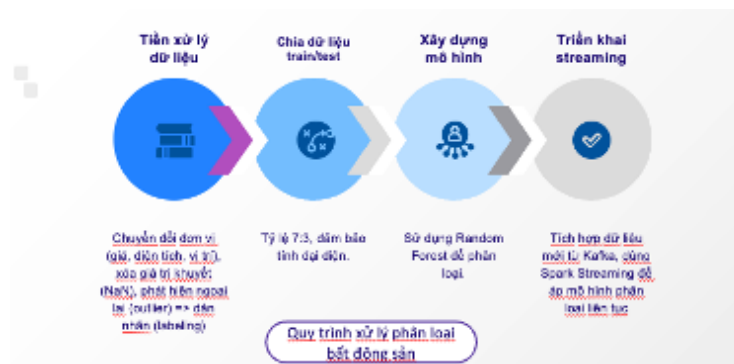 Tiền xử lý
dữ liệu
Chia dữ liệu
train/test
Xây dựng
mô hình
Triển khai
streaming
Chuyển đổi đơn vị
(giá, diện tích, vị trí),
xóa giá trị khuyết
(NaN), phát hiện ngoại
lai (outlier) => dán
nhãn (labeling)
Tỷ lệ 7:3, đảm bảo
tính đại diện.
Sử dụng Random
Forest để phân
loại.
Tích hợp dữ liệu
mới từ Kafka, cùng
Spark Streaming để
áp mô hình phân
loại liên tục
Quy trình xử lý phân loại
bất động sản